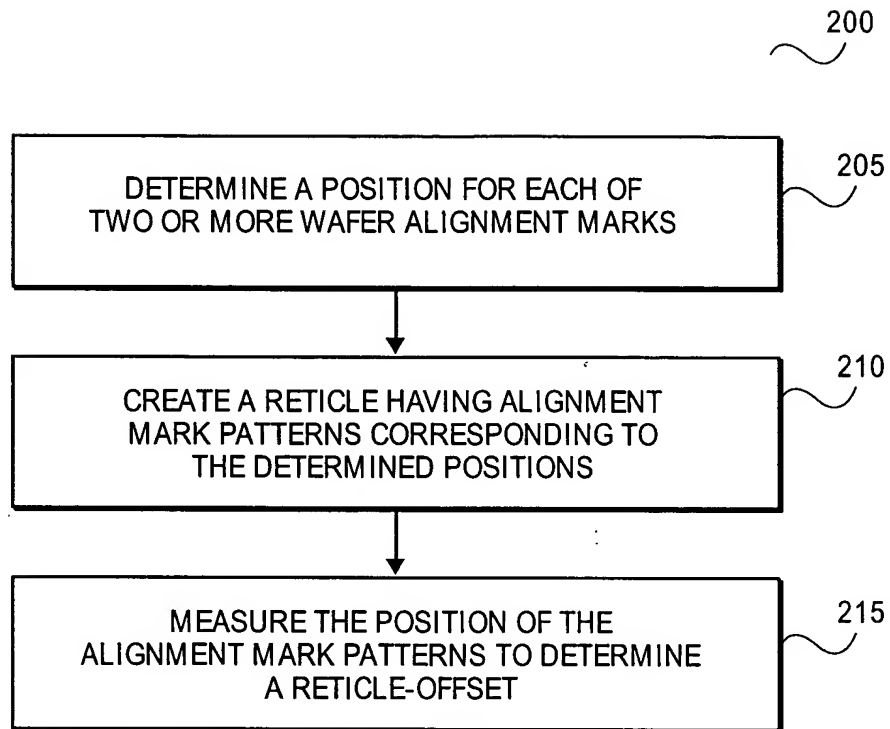 200
205
DETERMINE A POSITION FOR EACH OF
TWO OR MORE WAFER ALIGNMENT MARKS
210
CREATE A RETICLE HAVING ALIGNMENT
MARK PATTERNS CORRESPONDING TO
THE DETERMINED POSITIONS
215
MEASURE THE POSITION OF THE
ALIGNMENT MARK PATTERNS TO DETERMINE
A RETICLE-OFFSET